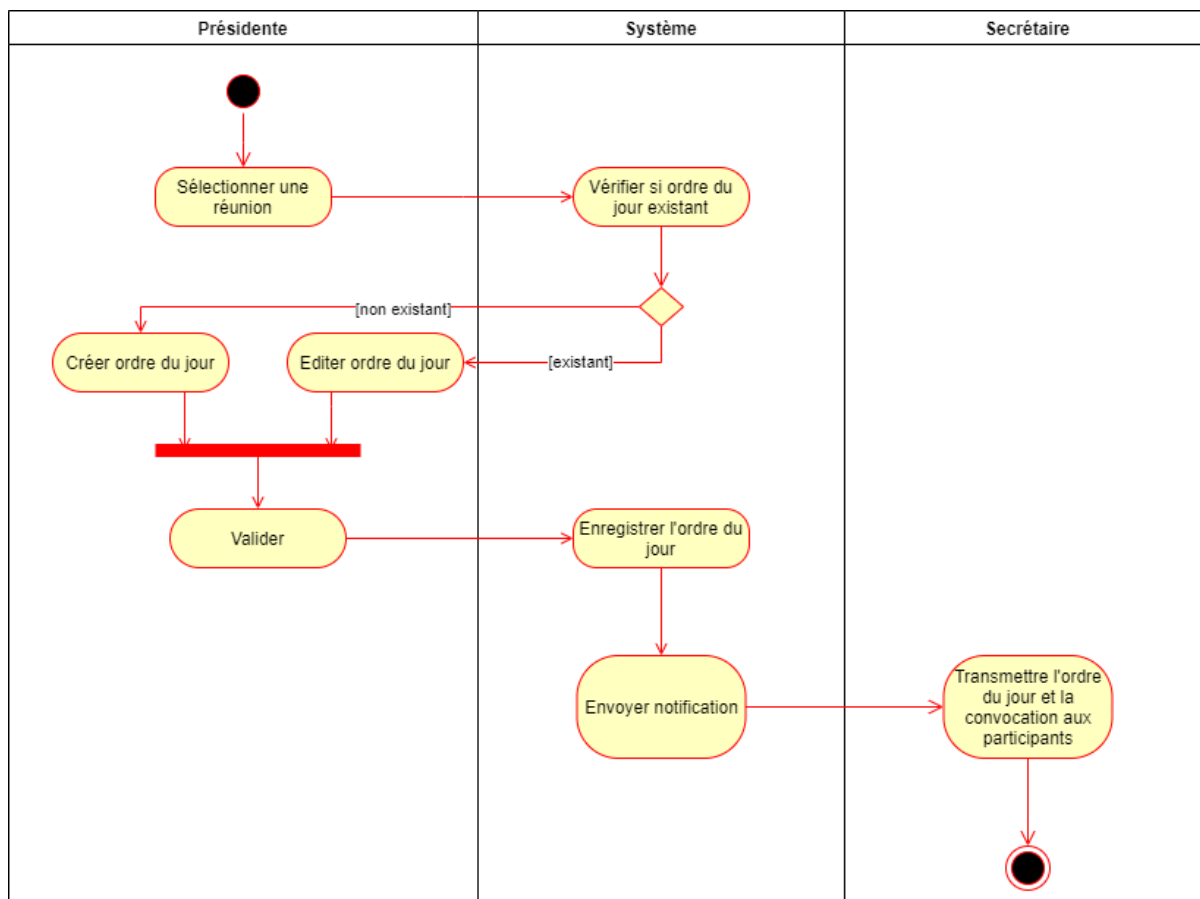 Présidente
Système
Secrétaire
Sélectionner une
réunion
Vérifier si ordre du
jour existant
[non existant]
Créer ordre du jour
Editer ordre du jour
[existant]
Valider
Enregistrer l'ordre du
jour
Envoyer notification
Transmettre l'ordre
du jour et la
convocation aux
participants